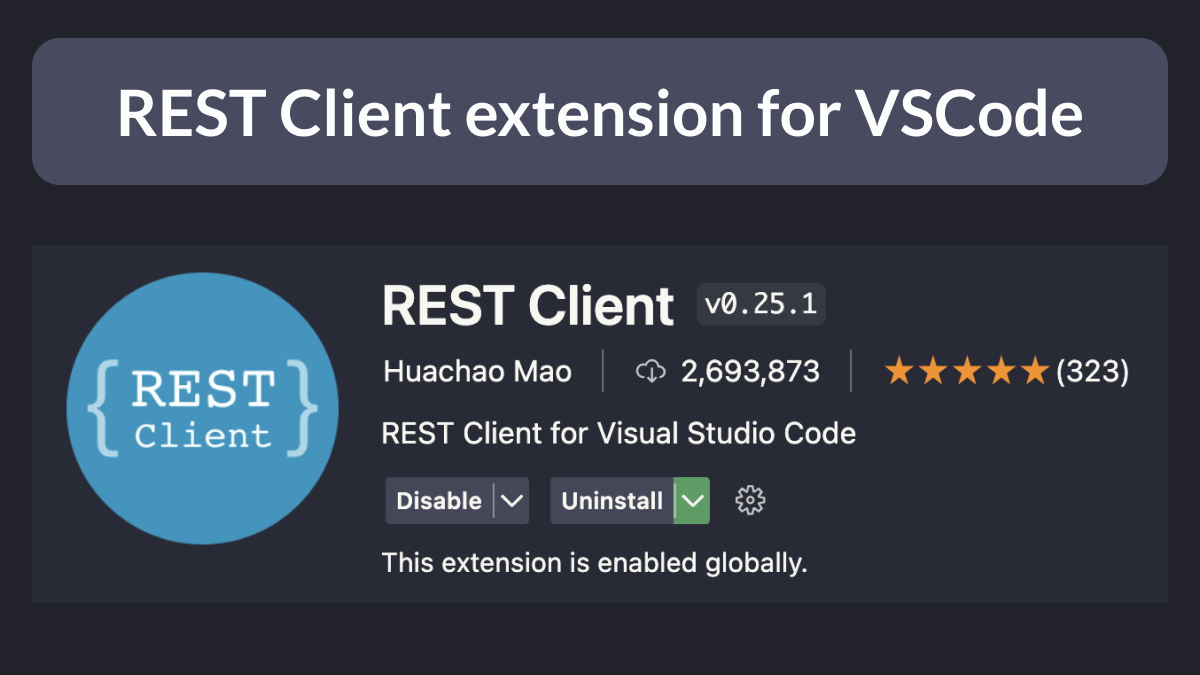 REST Client extension for VSCode
{ REST
Client }
REST Client v0.25.1
Huachao Mao 2,693,873 ★★★★★ (323)
REST Client for Visual Studio Code
Disable Uninstall
This extension is enabled globally.